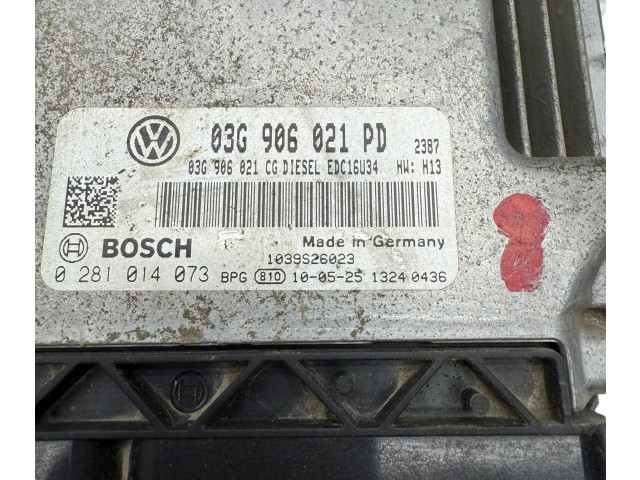 03G 906 021 PD 2387
03G 906 021 CG DIESEL EDC16U34 HW: H13
BOSCH Made in Germany
1039S26023
0 281 014 073 BPG 810 10-05-25 1324 0436